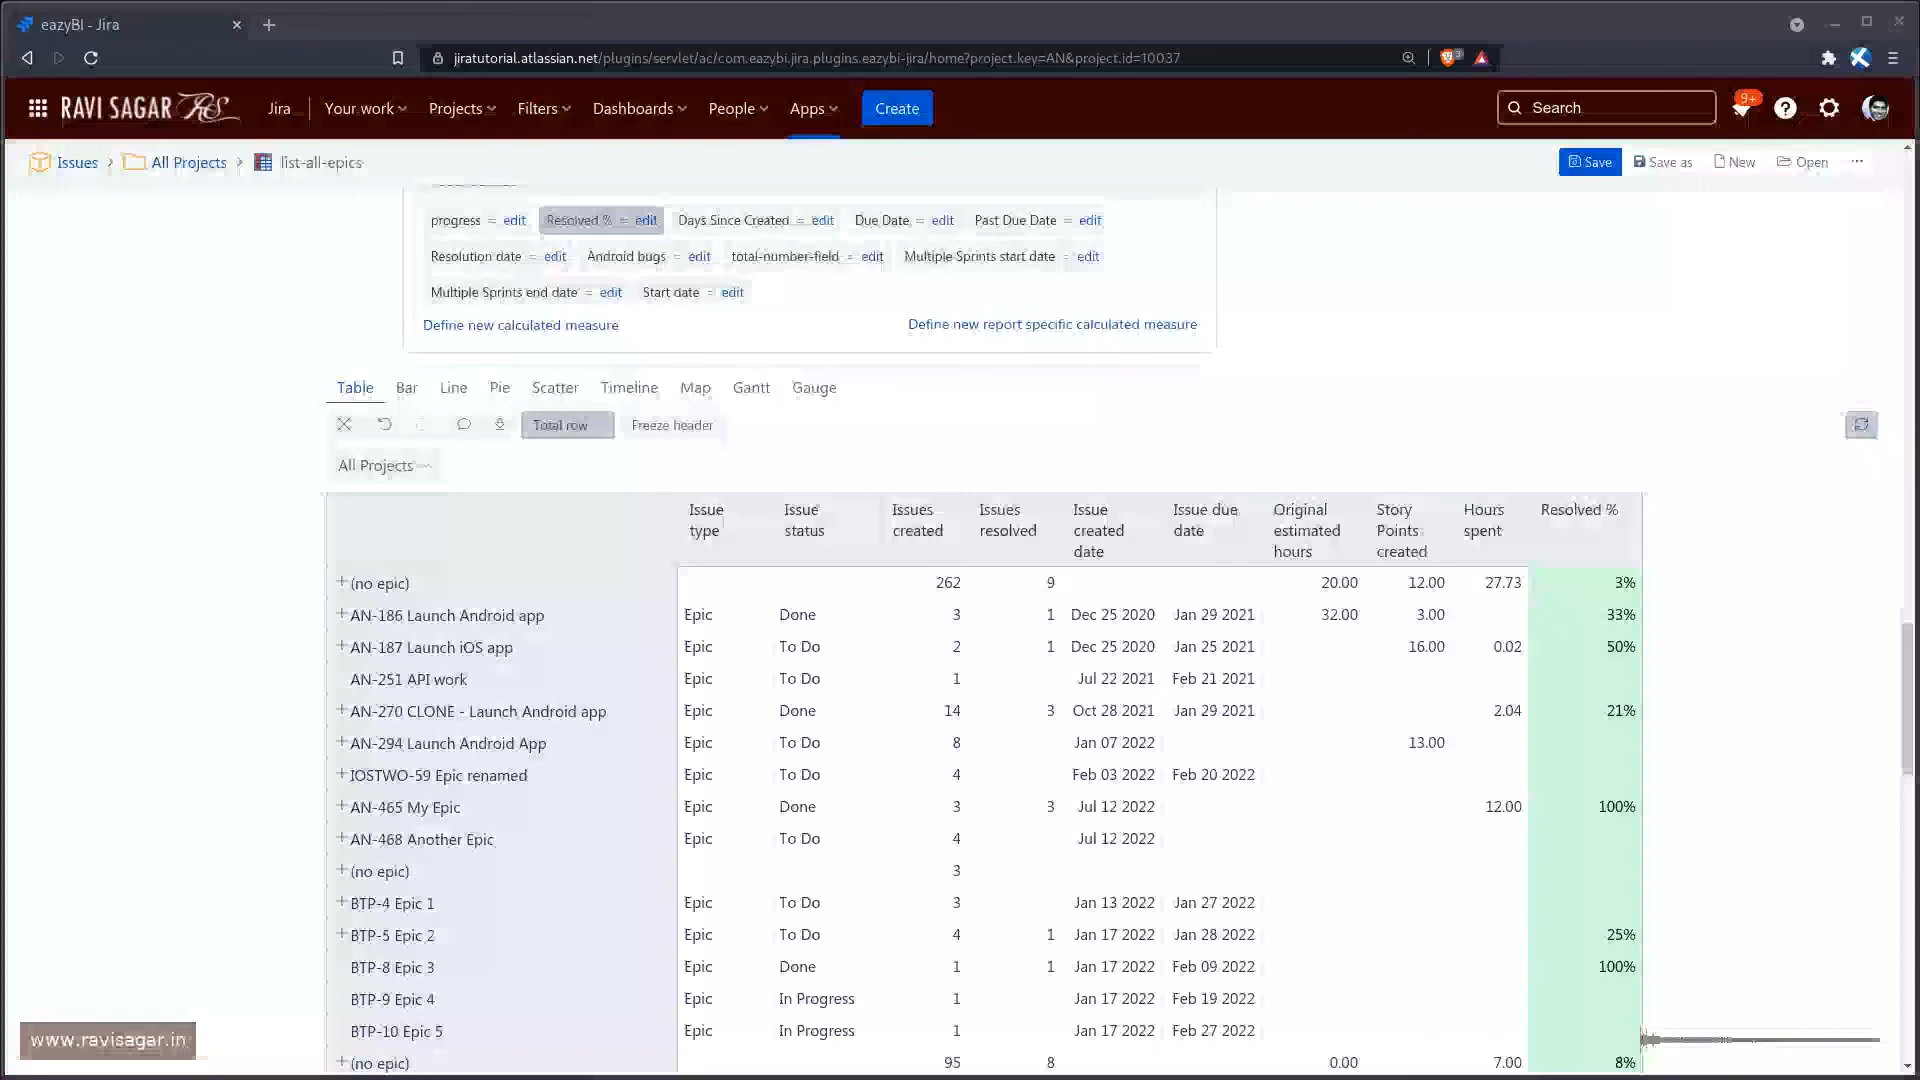 eazyBI - Jira
jiratutorial.atlassian.net/plugins/servlet/ac/com.eazybi.jira.plugins.eazybi-jira/home?project.key=AN&project.id=10037
3
RAVI SAGAR RS Jira Your work Projects Filters Dashboards People Apps Create Search 9+ ?
Issues › All Projects › list-all-epics Save Save as New Open ...
progress = edit Resolved % = edit Days Since Created = edit Due Date = edit Past Due Date = edit
Resolution date = edit Android bugs = edit total-number-field = edit Multiple Sprints start date = edit
Multiple Sprints end date = edit Start date = edit
Define new calculated measure Define new report specific calculated measure
Table Bar Line Pie Scatter Timeline Map Gantt Gauge
Total row Freeze header
All Projects
Issue type Issue status Issues created Issues resolved Issue created date Issue due date Original estimated hours Story Points created Hours spent Resolved %
+ (no epic) 262 9 20.00 12.00 27.73 3%
+ AN-186 Launch Android app Epic Done 3 1 Dec 25 2020 Jan 29 2021 32.00 3.00 33%
+ AN-187 Launch iOS app Epic To Do 2 1 Dec 25 2020 Jan 25 2021 16.00 0.02 50%
AN-251 API work Epic To Do 1 Jul 22 2021 Feb 21 2021
+ AN-270 CLONE - Launch Android app Epic Done 14 3 Oct 28 2021 Jan 29 2021 2.04 21%
+ AN-294 Launch Android App Epic To Do 8 Jan 07 2022 13.00
+ IOSTWO-59 Epic renamed Epic To Do 4 Feb 03 2022 Feb 20 2022
+ AN-465 My Epic Epic Done 3 3 Jul 12 2022 12.00 100%
+ AN-468 Another Epic Epic To Do 4 Jul 12 2022
+ (no epic) 3
+ BTP-4 Epic 1 Epic To Do 3 Jan 13 2022 Jan 27 2022
+ BTP-5 Epic 2 Epic To Do 4 1 Jan 17 2022 Jan 28 2022 25%
BTP-8 Epic 3 Epic Done 1 1 Jan 17 2022 Feb 09 2022 100%
BTP-9 Epic 4 Epic In Progress 1 Jan 17 2022 Feb 19 2022
BTP-10 Epic 5 Epic In Progress 1 Jan 17 2022 Feb 27 2022
+ (no epic) 95 8 0.00 7.00 8%
www.ravisagar.in